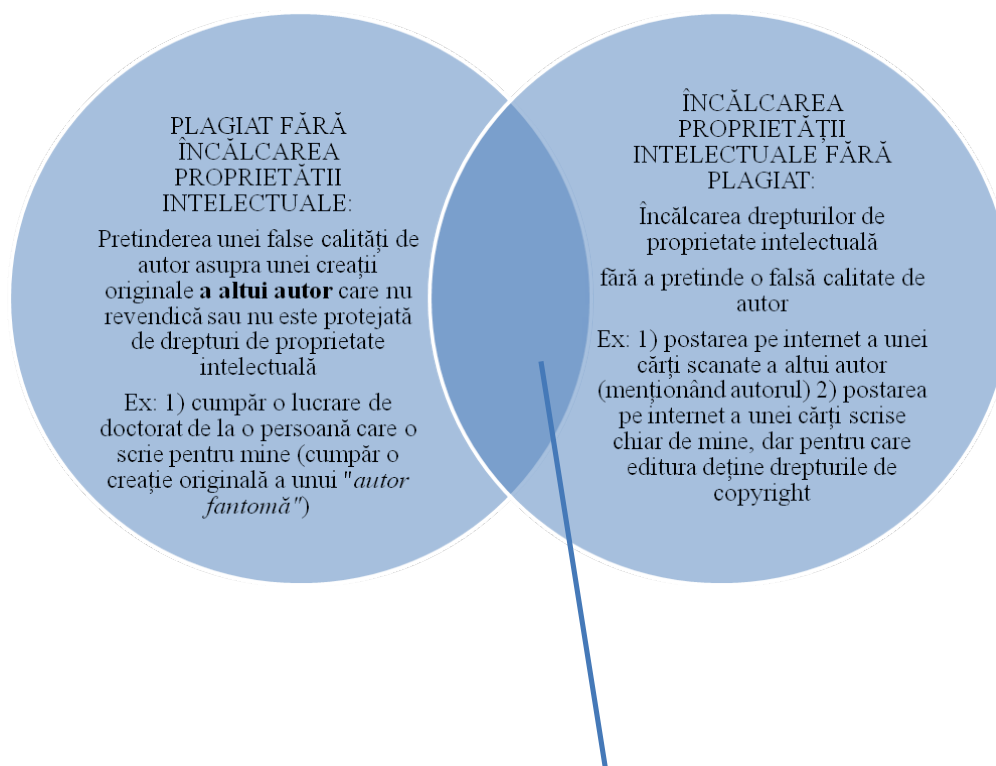 PLAGIAT FĂRĂ
ÎNCĂLCAREA
PROPRIETĂTII
INTELECTUALE:
Pretinderea unei false calități de
autor asupra unei creații
originale a altui autor care nu
revendică sau nu este protejată
de drepturi de proprietate
intelectuală
Ex: 1) cumpăr o lucrare de
doctorat de la o persoană care o
scrie pentru mine (cumpăr o
creație originală a unui "autor
fantomă")
ÎNCĂLCAREA
PROPRIETĂȚII
INTELECTUALE FĂRĂ
PLAGIAT:
Încălcarea drepturilor de
proprietate intelectuală
fără a pretinde o falsă calitate de
autor
Ex: 1) postarea pe internet a unei
cărți scanate a altui autor
(menționând autorul) 2) postarea
pe internet a unei cărți scrise
chiar de mine, dar pentru care
editura deține drepturile de
copyright